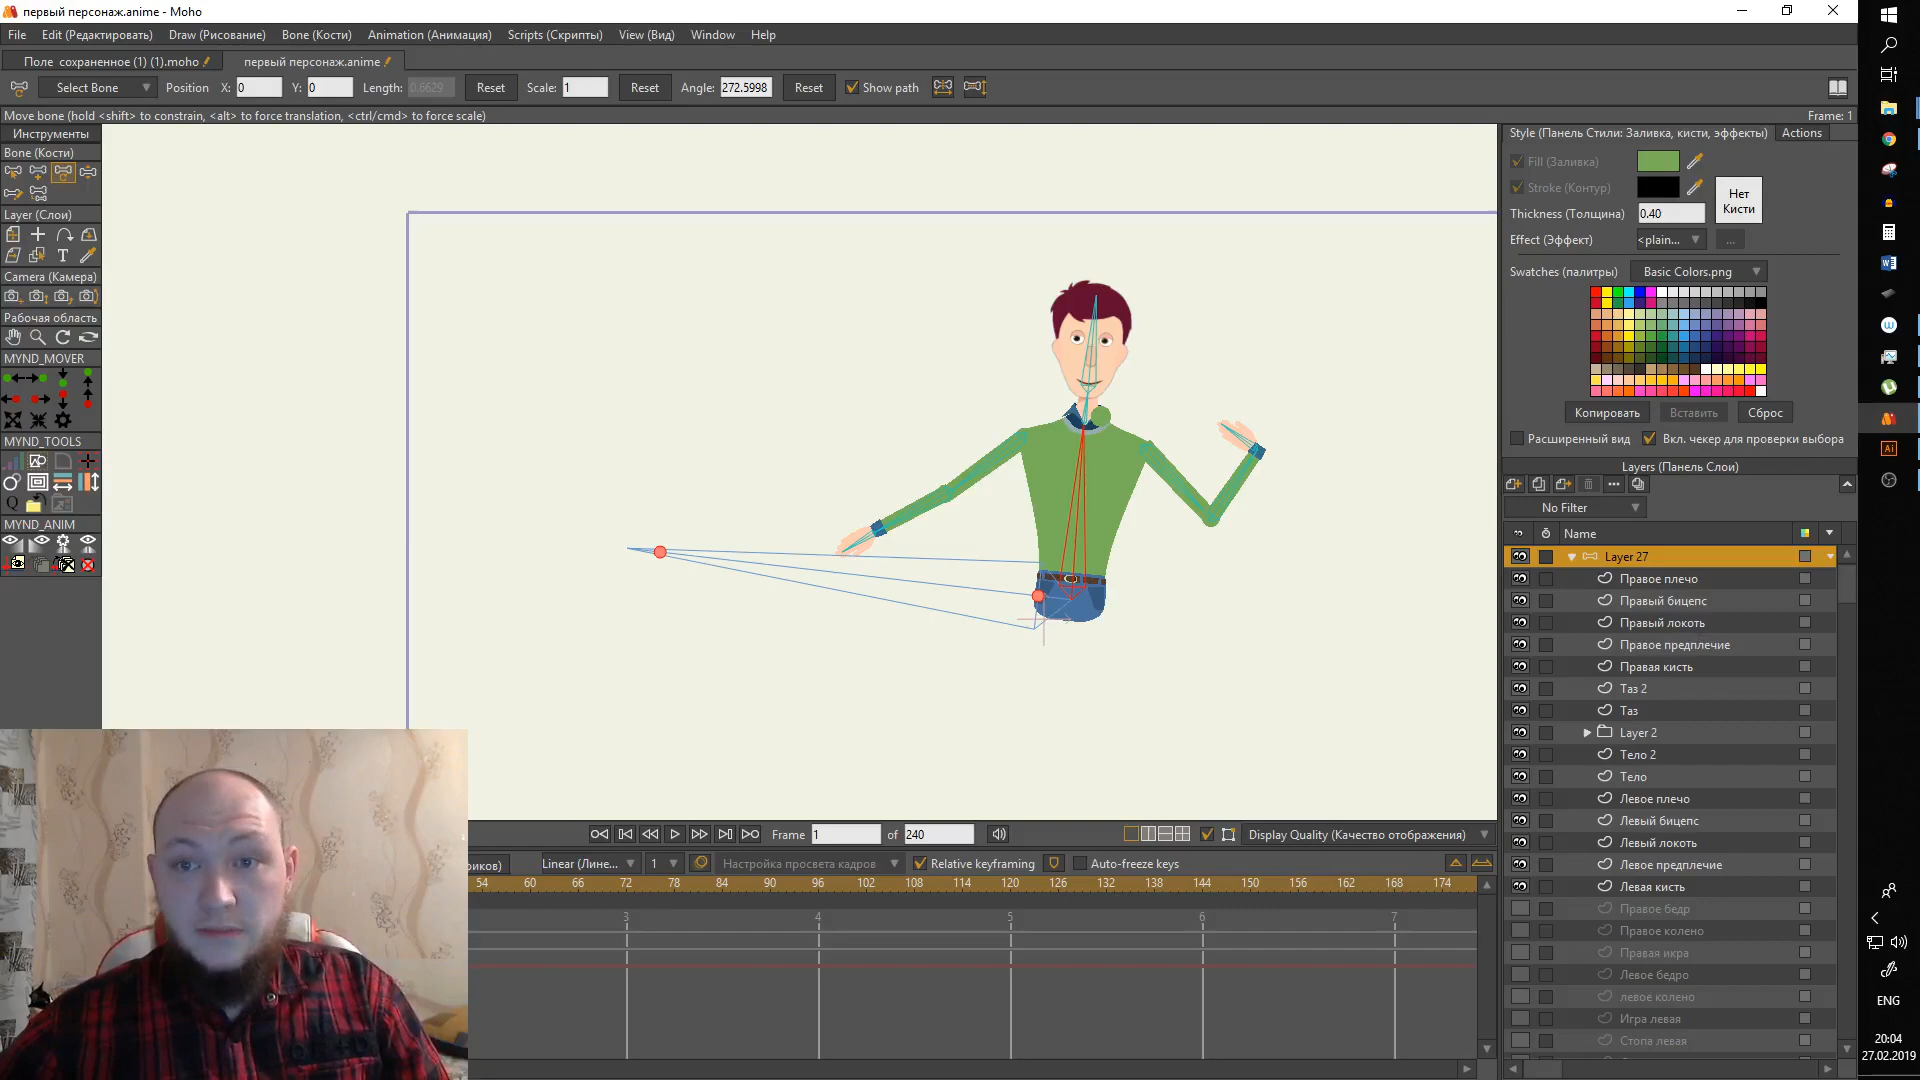 первый персонаж.anime - Moho
File Edit (Редактировать) Draw (Рисование) Bone (Кости) Animation (Анимация) Scripts (Скрипты) View (Вид) Window Help
Поле сохраненное (1) (1).moho первый персонаж.anime
Select Bone Position X: 0 Y: 0 Length: 0.6629 Reset Scale: 1 Reset Angle: 272.5998 Reset Show path
Move bone (hold <shift> to constrain, <alt> to force translation, <ctrl/cmd> to force scale) Frame: 1
Инструменты
Bone (Кости)
Layer (Слои)
Camera (Камера)
Рабочая область
MYND_MOVER
MYND_TOOLS
MYND_ANIM
Style (Панель Стили: Заливка, кисти, эффекты) Actions
Fill (Заливка)
Stroke (Контур)
Нет
Кисти
Thickness (Толщина) 0.40
Effect (Эффект) <plain... ...
Swatches (палитры) Basic Colors.png
Копировать Вставить Сброс
Расширенный вид Вкл. чекер для проверки выбора
Layers (Панель Слои)
No Filter
Name
Layer 27
Правое плечо
Правый бицепс
Правый локоть
Правое предплечие
Правая кисть
Таз 2
Таз
Layer 2
Тело 2
Тело
Левое плечо
Левый бицепс
Левый локоть
Левое предплечие
Левая кисть
Правое бедр
Правое колено
Правая икра
Левое бедро
левое колено
Игра левая
Стопа левая
Frame 1 of 240 Display Quality (Качество отображения)
риков) Linear (Лине... 1 Настройка просвета кадров Relative keyframing Auto-freeze keys
54 60 66 72 78 84 90 96 102 108 114 120 126 132 138 144 150 156 162 168 174
3 4 5 6 7
ENG
20:04
27.02.2019